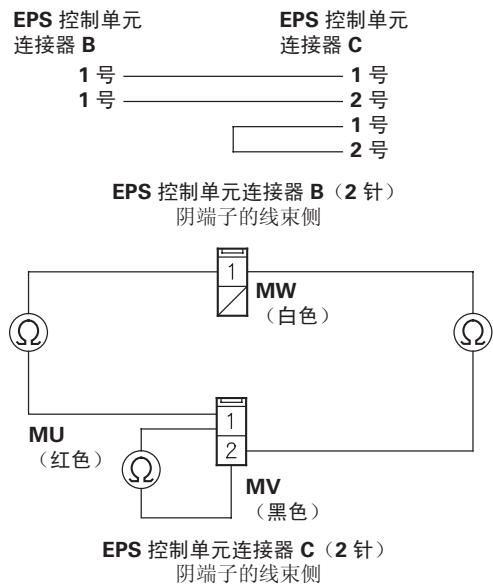 EPS 控制单元 EPS 控制单元
连接器 B 连接器 C
1 号 1 号
1 号 2 号
1 号
2 号
EPS 控制单元连接器 B（2 针）
阴端子的线束侧
1
MW
（白色）
Ω Ω
1
MU
（红色）
2
Ω
MV
（黑色）
EPS 控制单元连接器 C（2 针）
阴端子的线束侧